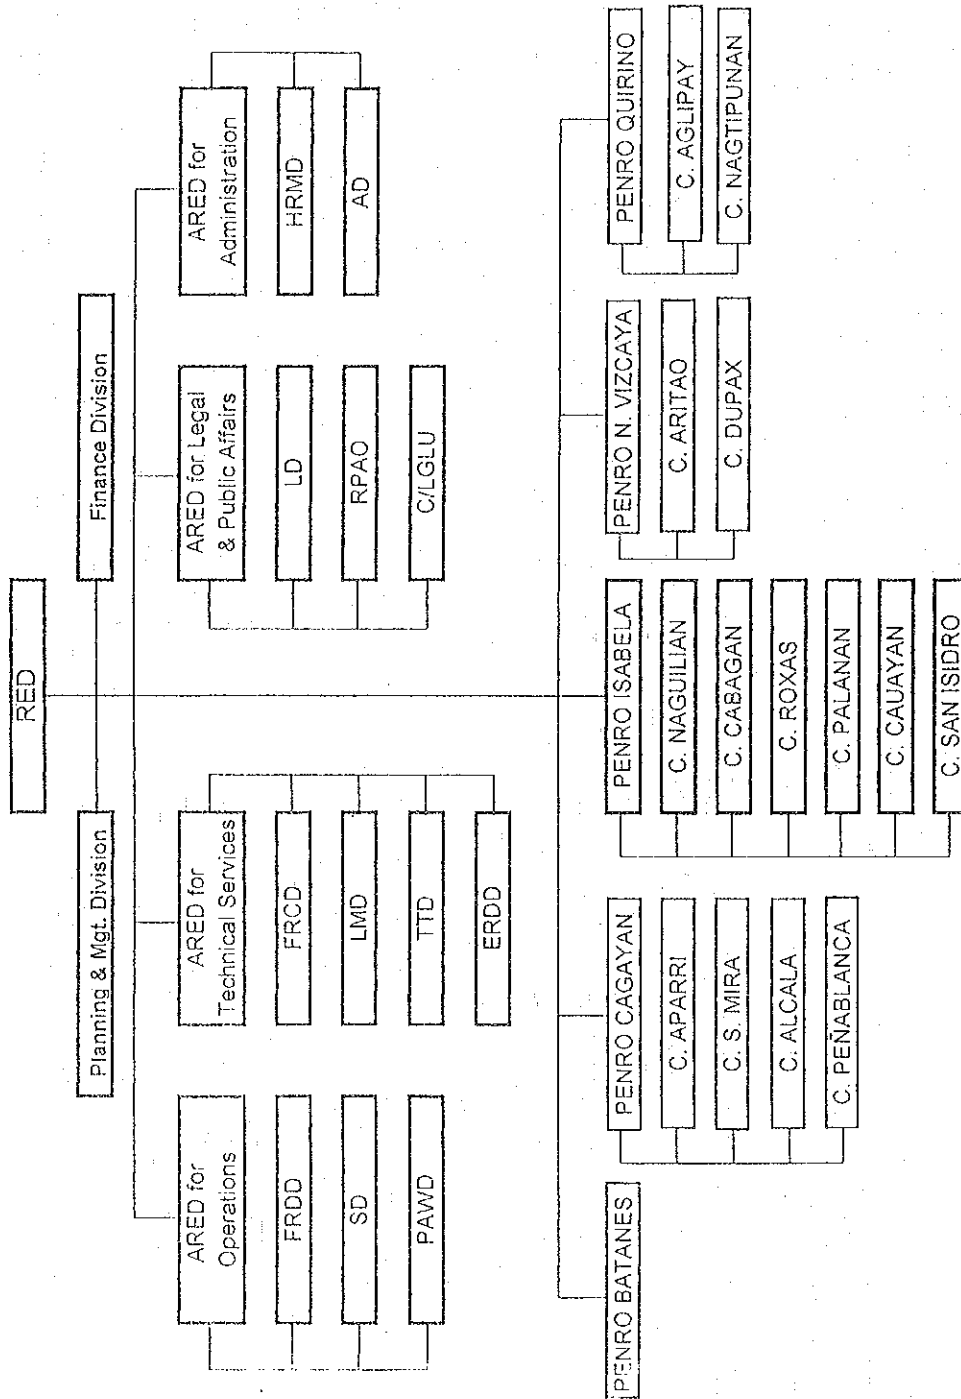 RED
Planning & Mgt. Division
Finance Division
ARED for
Operations
FRDD
SD
PAWD
ARED for
Technical Services
FRCD
LMD
TTD
ERDD
ARED for Legal
& Public Affairs
LD
RPAO
C/LGLU
ARED for
Administration
HRMD
AD
PENRO BATANES
PENRO CAGAYAN
C. APARRI
C. S. MIRA
C. ALCALA
C. PEÑABLANCA
PENRO ISABELA
C. NAGUILIAN
C. CABAGAN
C. ROXAS
C. PALANAN
C. CAUAYAN
C. SAN ISIDRO
PENRO N. VIZCAYA
C. ARITAO
C. DUPAX
PENRO QUIRINO
C. AGLIPAY
C. NAGTIPUNAN